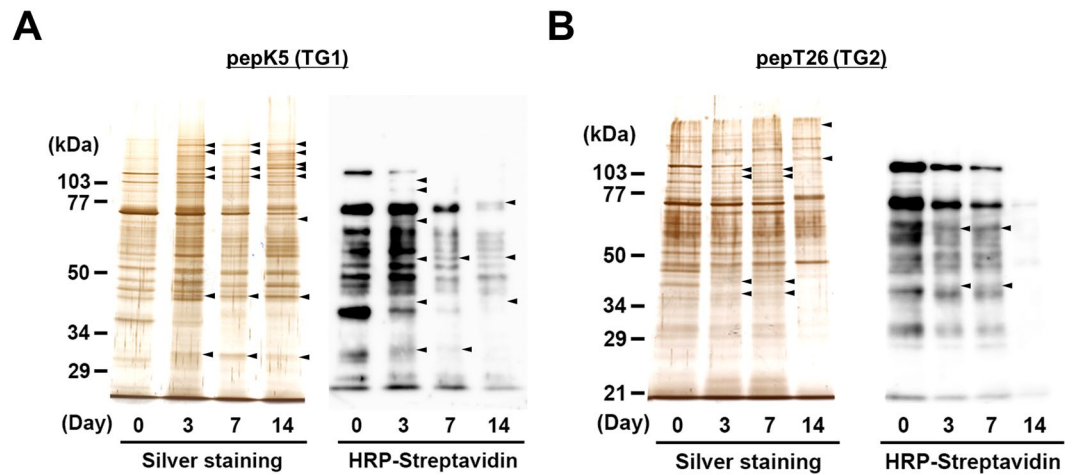 A
B
pepK5 (TG1)
pepT26 (TG2)
(kDa)
103
77
50
34
29
(Day) 0 3 7 14 0 3 7 14
Silver staining HRP-Streptavidin
(kDa)
103
77
50
34
29
21
(Day) 0 3 7 14 0 3 7 14
Silver staining HRP-Streptavidin